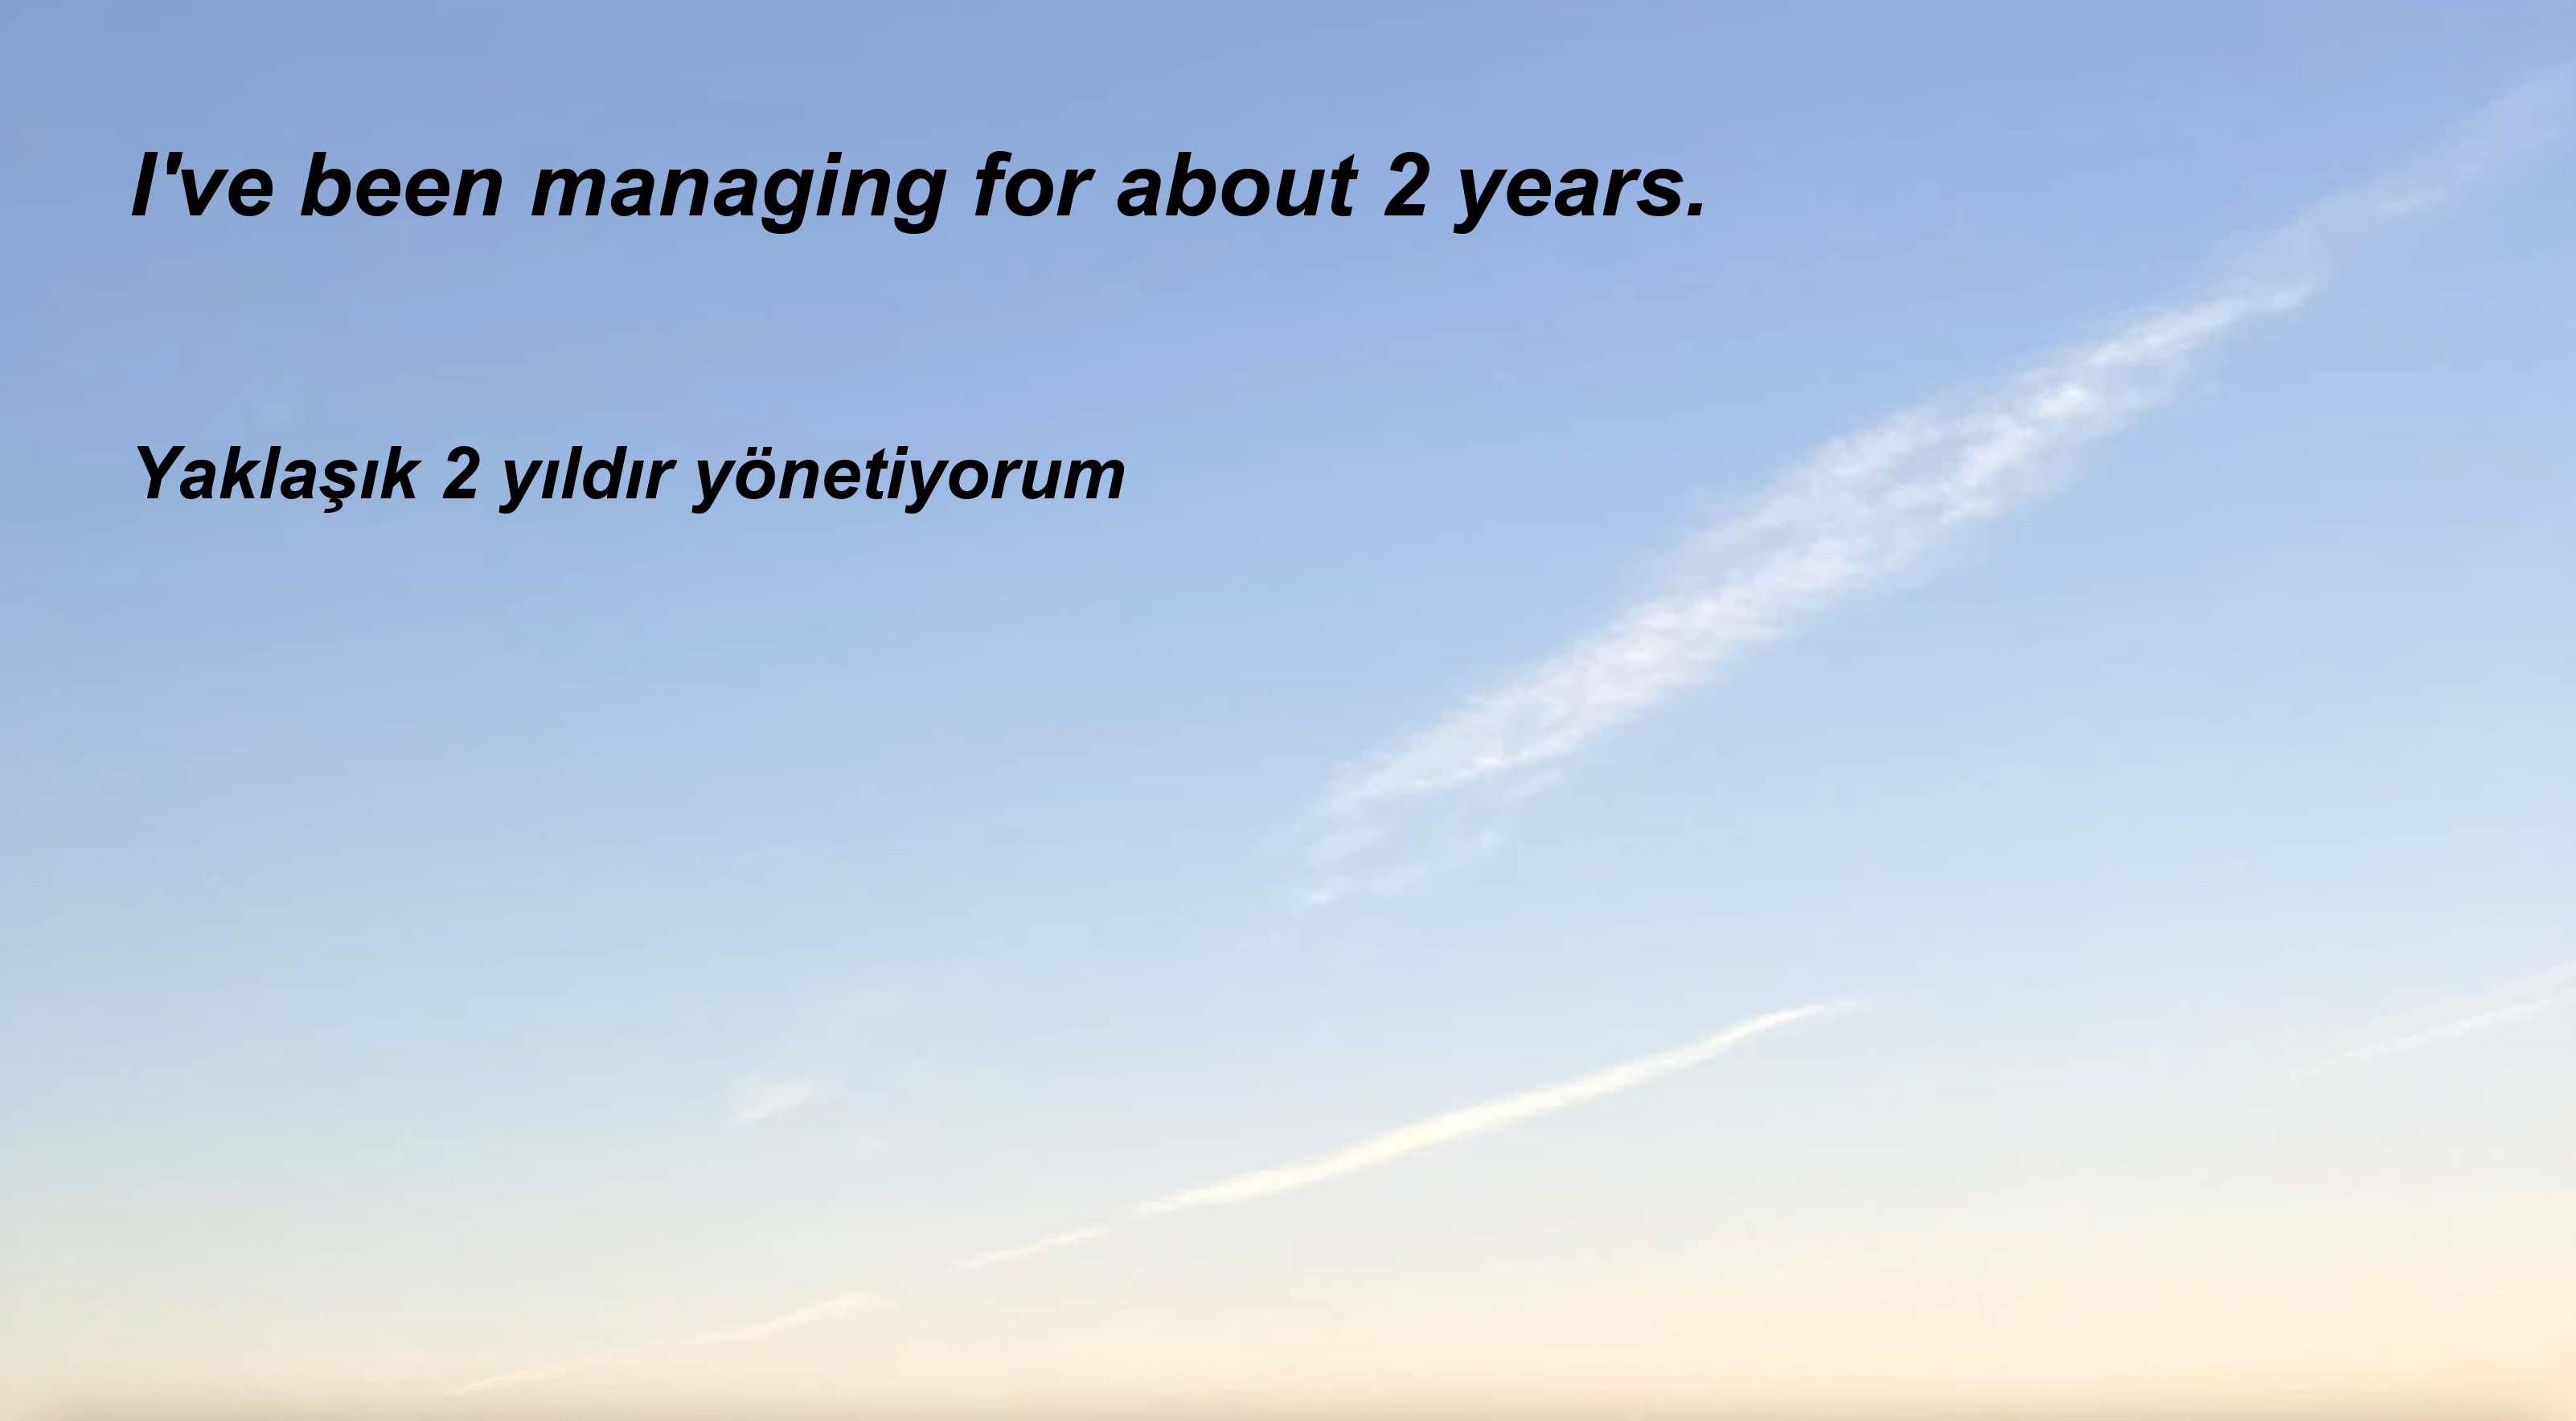 I've been managing for about 2 years.
Yaklaşık 2 yıldır yönetiyorum